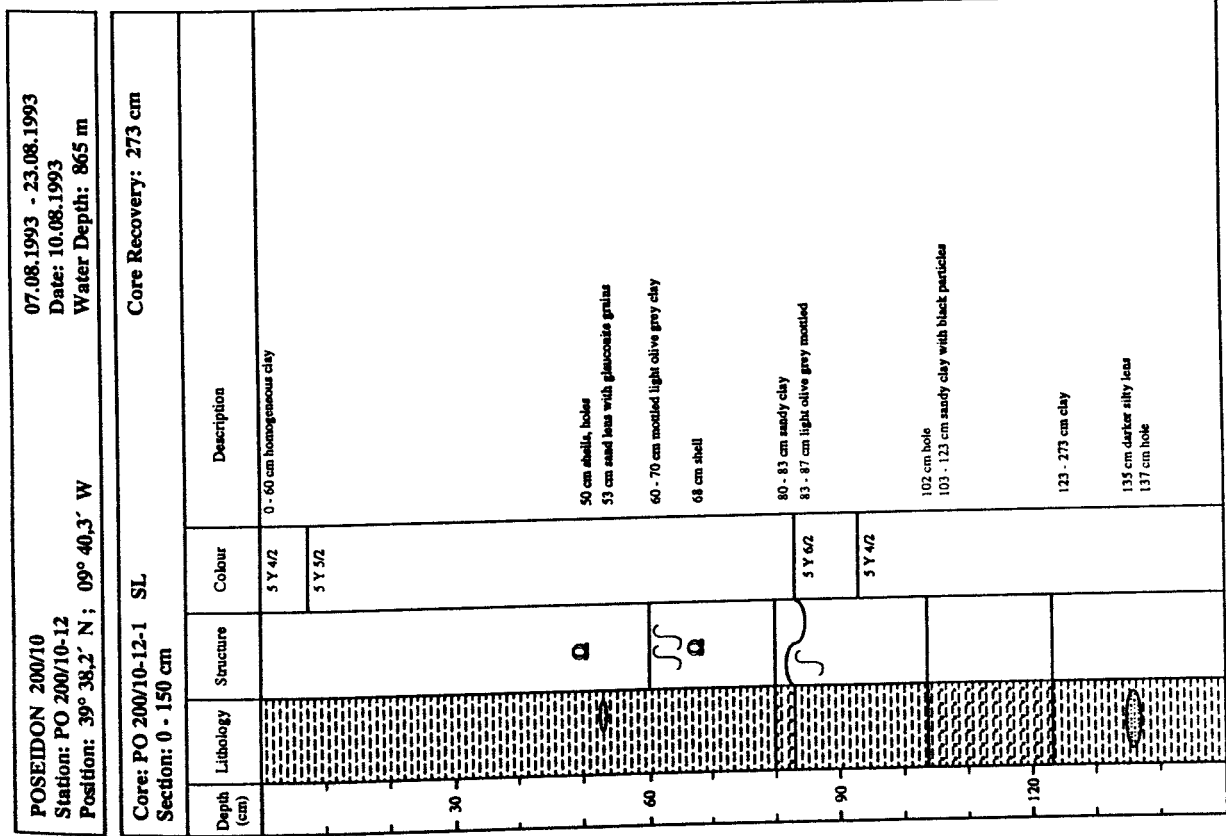 POSEIDON 200/10
07.08.1993 - 23.08.1993
Station: PO 200/10-12
Date: 10.08.1993
Position: 39° 38,2´ N ; 09° 40,3´ W
Water Depth: 865 m
Core: PO 200/10-12-1 SL
Core Recovery: 273 cm
Section: 0 - 150 cm
Depth (cm)
Lithology
Structure
Colour
Description
5 Y 4/2
0 - 60 cm homogeneous clay
5 Y 5/2
30
50 cm shells, holes
53 cm sand lens with glauconite grains
60
60 - 70 cm mottled light olive grey clay
68 cm shell
80 - 83 cm sandy clay
5 Y 6/2
83 - 87 cm light olive grey mottled
90
5 Y 4/2
102 cm hole
103 - 123 cm sandy clay with black particles
120
123 - 273 cm clay
135 cm darker silty lens
137 cm hole